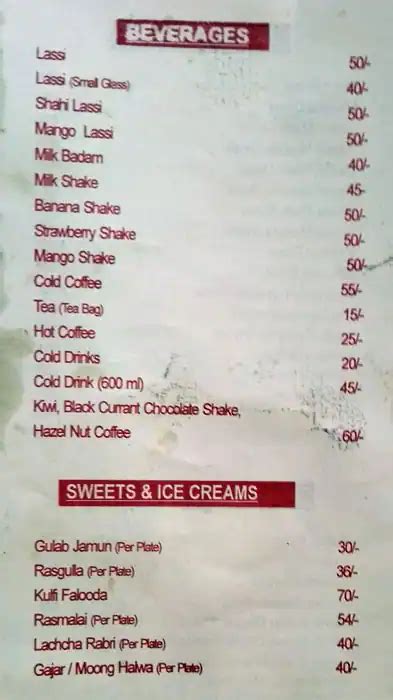 BEVERAGES
Lassi 50/-
Lassi (Small Glass) 40/-
Shahi Lassi 50/-
Mango Lassi 50/-
Milk Badam 40/-
Milk Shake 45-
Banana Shake 50/-
Strawberry Shake 50/-
Mango Shake 50/-
Cold Coffee 55/-
Tea (Tea Bag) 15/-
Hot Coffee 25/-
Cold Drinks 20/-
Cold Drink (600 ml) 45/-
Kiwi, Black Currant Chocolate Shake,
Hazel Nut Coffee 60/-
SWEETS & ICE CREAMS
Gulab Jamun (Per Plate) 30/-
Rasgulla (Per Plate) 36/-
Kulfi Falooda 70/-
Rasmalai (Per Plate) 54/-
Lachcha Rabri (Per Plate) 40/-
Gajar / Moong Halwa (Per Plate) 40/-